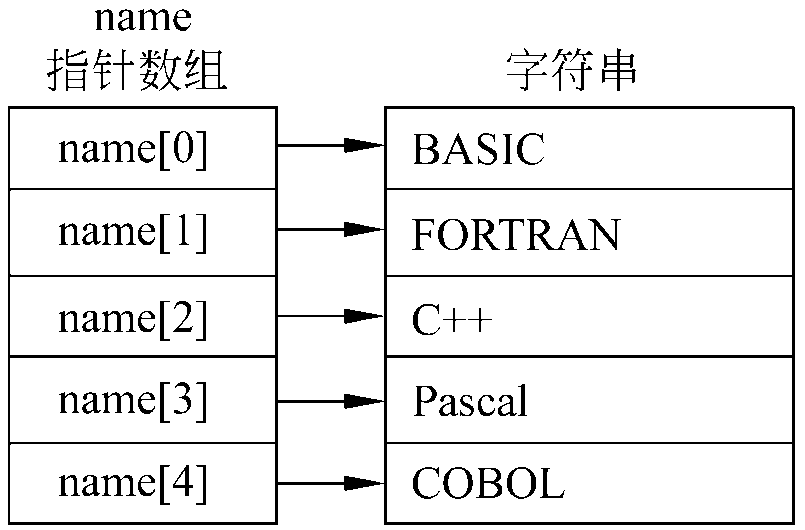 name
指针数组 字符串
name[0] BASIC
name[1] FORTRAN
name[2] C++
name[3] Pascal
name[4] COBOL